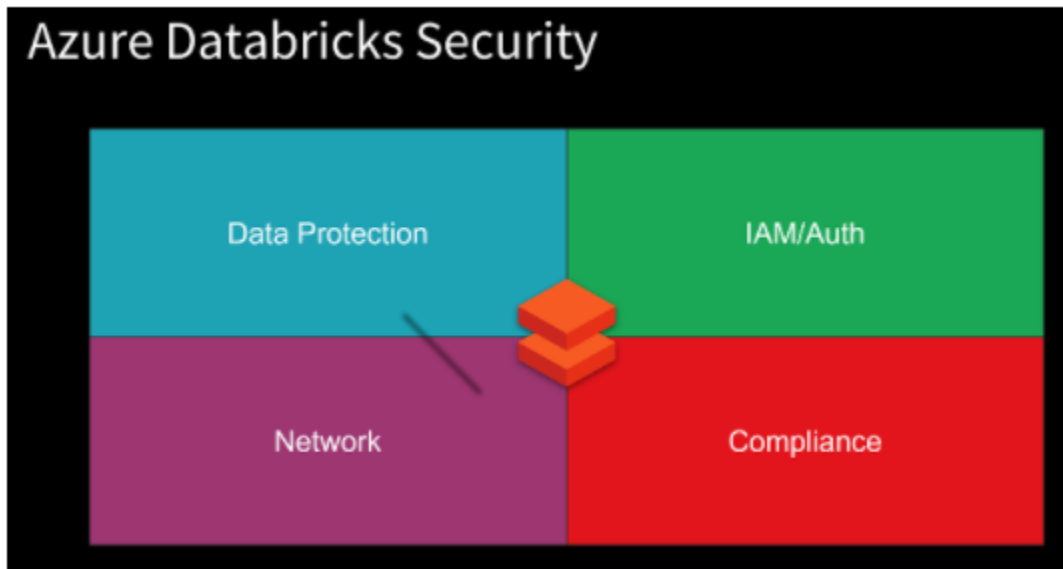 Azure Databricks Security
Data Protection
IAM/Auth
Network
Compliance